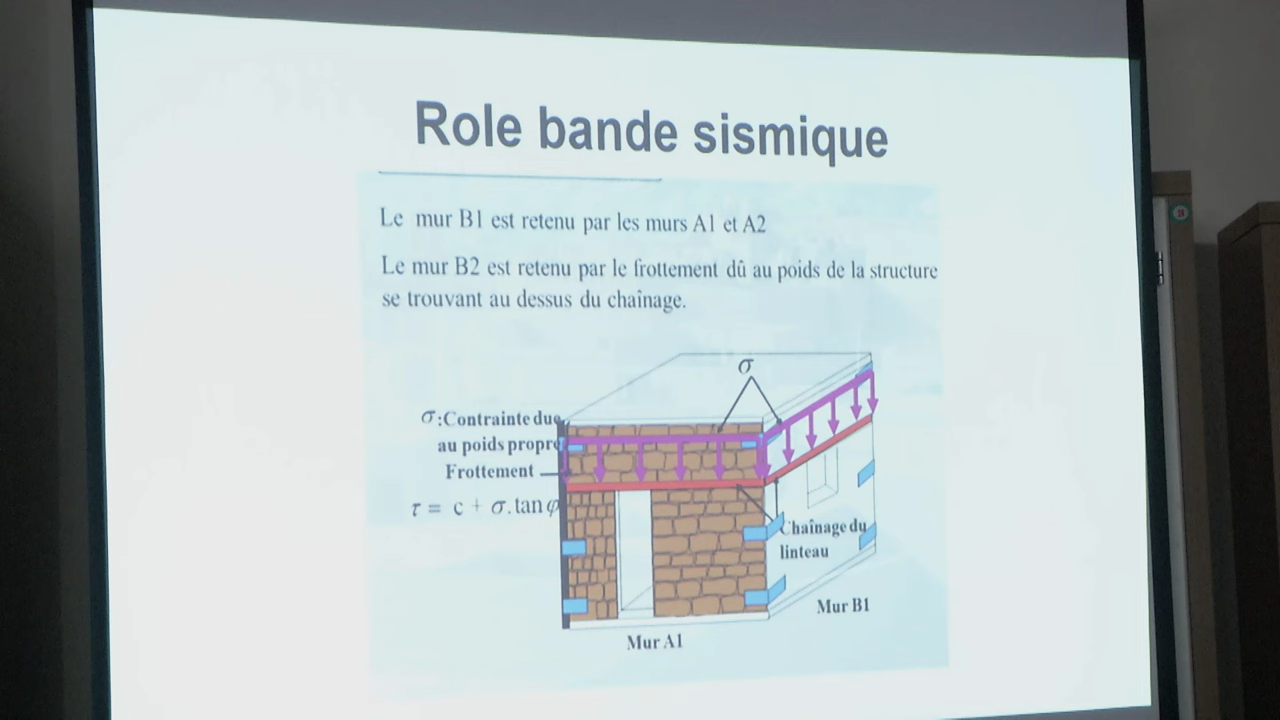 Role bande sismique
Le mur B1 est retenu par les murs A1 et A2
Le mur B2 est retenu par le frottement dû au poids de la structure
se trouvant au dessus du chaînage.
σ
σ:Contrainte due
au poids propre
Frottement
τ = c + σ.tan φ
Chaînage du
linteau
Mur B1
Mur A1